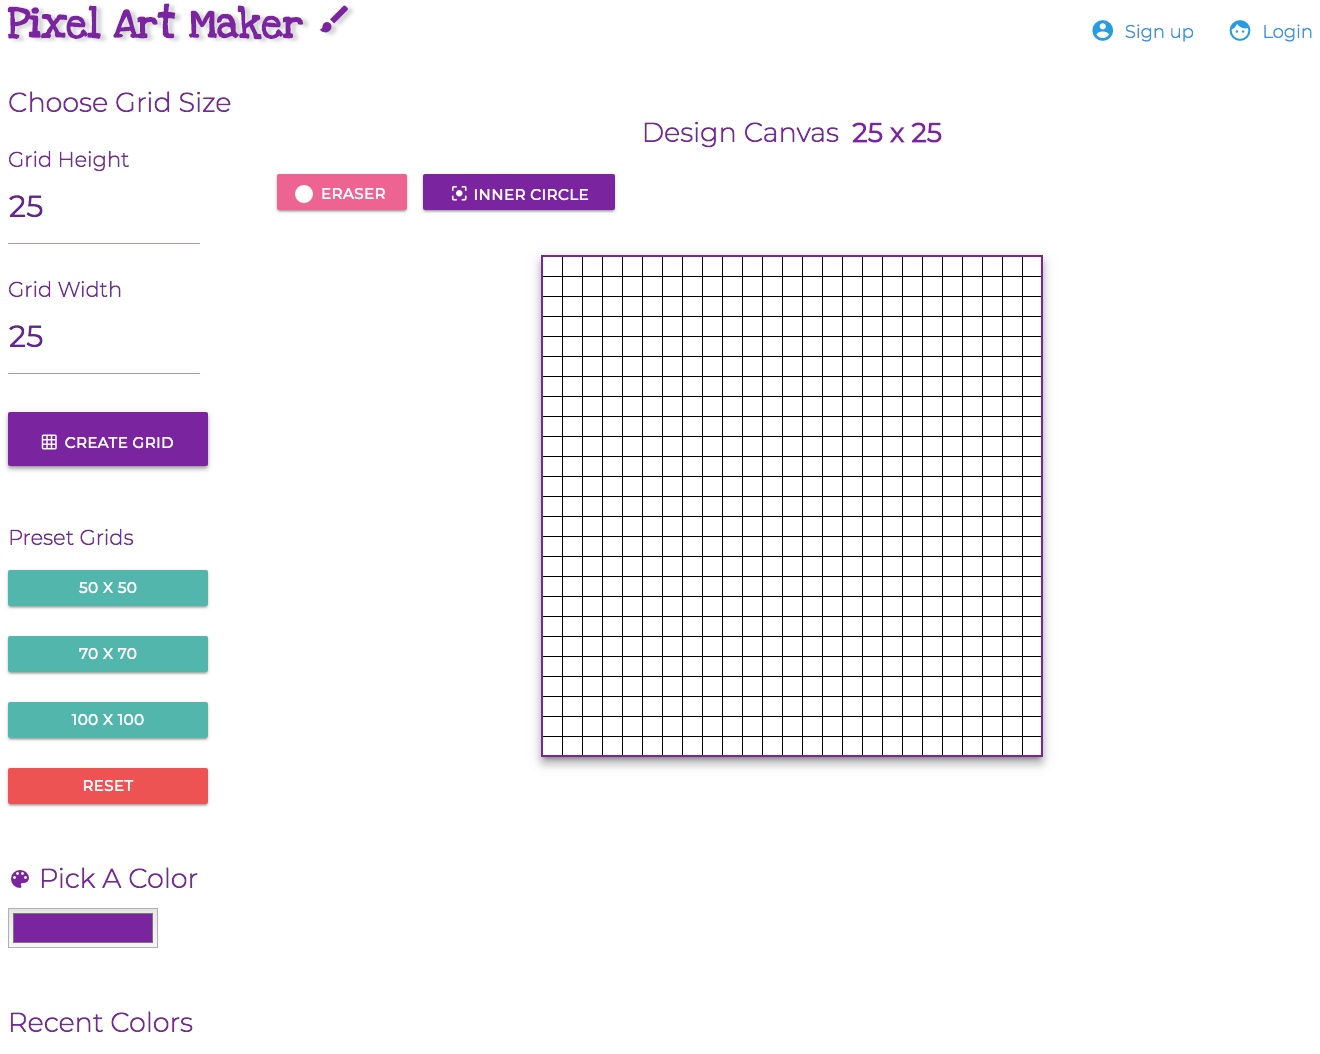 Pixel Art Maker
Sign up
Login
Choose Grid Size
Grid Height
25
Grid Width
25
CREATE GRID
Preset Grids
50 X 50
70 X 70
100 X 100
RESET
Pick A Color
Recent Colors
Design Canvas 25 x 25
ERASER
INNER CIRCLE